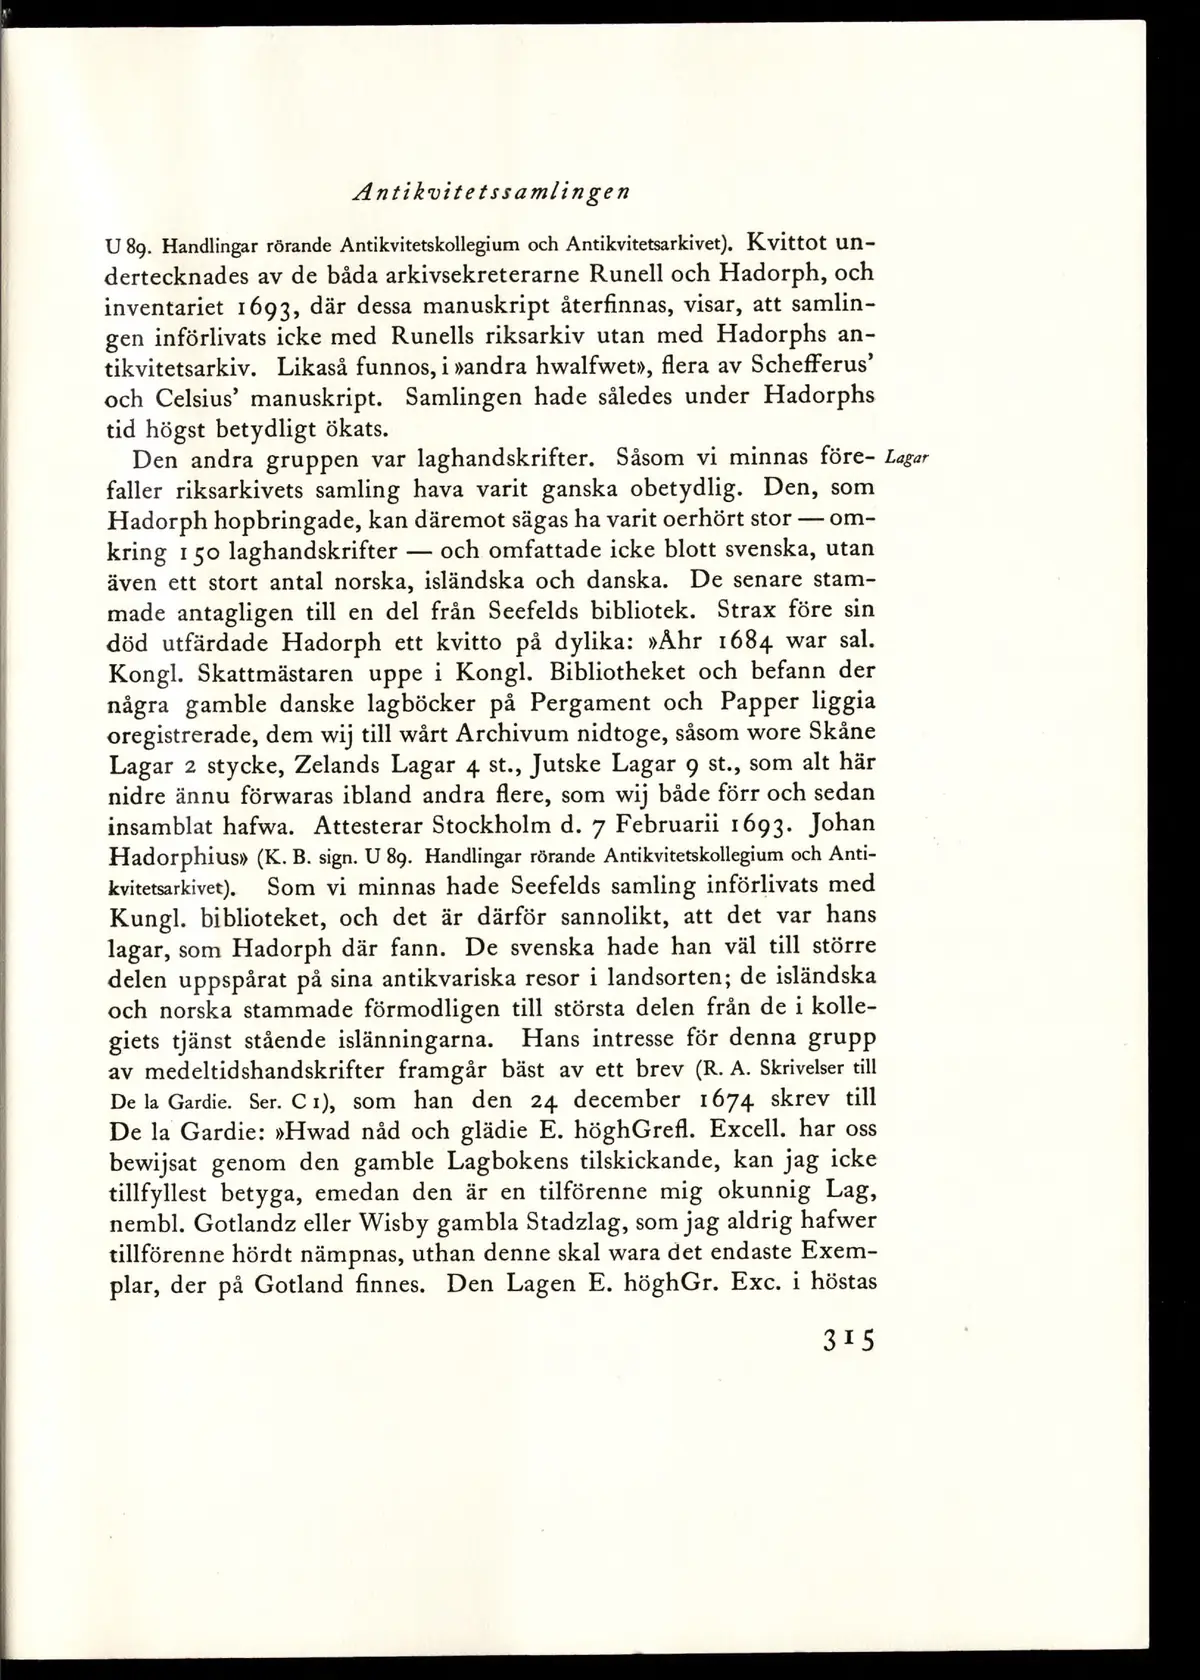 Antikvitetssamlingen
U 89. Handlingar rörande Antikvitetskollegium och Antikvitetsarkivet). Kvittot un-
dertecknades av de båda arkivsekreterarne Runell och Hadorph, och
inventariet 1693, där dessa manuskript återfinnas, visar, att samlin-
gen införlivats icke med Runells riksarkiv utan med Hadorphs an-
tikvitetsarkiv. Likaså funnos, i »andra hwalfwet», flera av Schefferus’
och Celsius’ manuskript. Samlingen hade således under Hadorphs
tid högst betydligt ökats.
Den andra gruppen var laghandskrifter. Såsom vi minnas före- Lagar
faller riksarkivets samling hava varit ganska obetydlig. Den, som
Hadorph hopbringade, kan däremot sägas ha varit oerhört stor — om-
kring 150 laghandskrifter — och omfattade icke blott svenska, utan
även ett stort antal norska, isländska och danska. De senare stam-
made antagligen till en del från Seefelds bibliotek. Strax före sin
död utfärdade Hadorph ett kvitto på dylika: »Åhr 1684 war sal.
Kongl. Skattmästaren uppe i Kongl. Bibliotheket och befann der
några gamble danske lagböcker på Pergament och Papper liggia
oregistrerade, dem wij till wårt Archivum nidtoge, såsom wore Skåne
Lagar 2 stycke, Zelands Lagar 4 st., Jutske Lagar 9 st., som alt här
nidre ännu förwaras ibland andra flere, som wij både förr och sedan
insamblat hafwa. Attesterar Stockholm d. 7 Februarii 1693. Johan
Hadorphius» (K. B. sign. U 89. Handlingar rörande Antikvitetskollegium och Anti-
kvitetsarkivet). Som vi minnas hade Seefelds samling införlivats med
Kungl. biblioteket, och det är därför sannolikt, att det var hans
lagar, som Hadorph där fann. De svenska hade han väl till större
delen uppspårat på sina antikvariska resor i landsorten; de isländska
och norska stammade förmodligen till största delen från de i kolle-
giets tjänst stående islänningarna. Hans intresse för denna grupp
av medeltidshandskrifter framgår bäst av ett brev (R. A. Skrivelser till
De la Gardie. Ser. C 1), som han den 24 december 1674 skrev till
De la Gardie: »Hwad nåd och glädie E. höghGrefl. Excell. har oss
bewijsat genom den gamble Lagbokens tilskickande, kan jag icke
tillfyllest betyga, emedan den är en tilförenne mig okunnig Lag,
nembl. Gotlandz eller Wisby gambla Stadzlag, som jag aldrig hafwer
tillförenne hördt nämpnas, uthan denne skal wara det endaste Exem-
plar, der på Gotland finnes. Den Lagen E. höghGr. Exc. i höstas
315